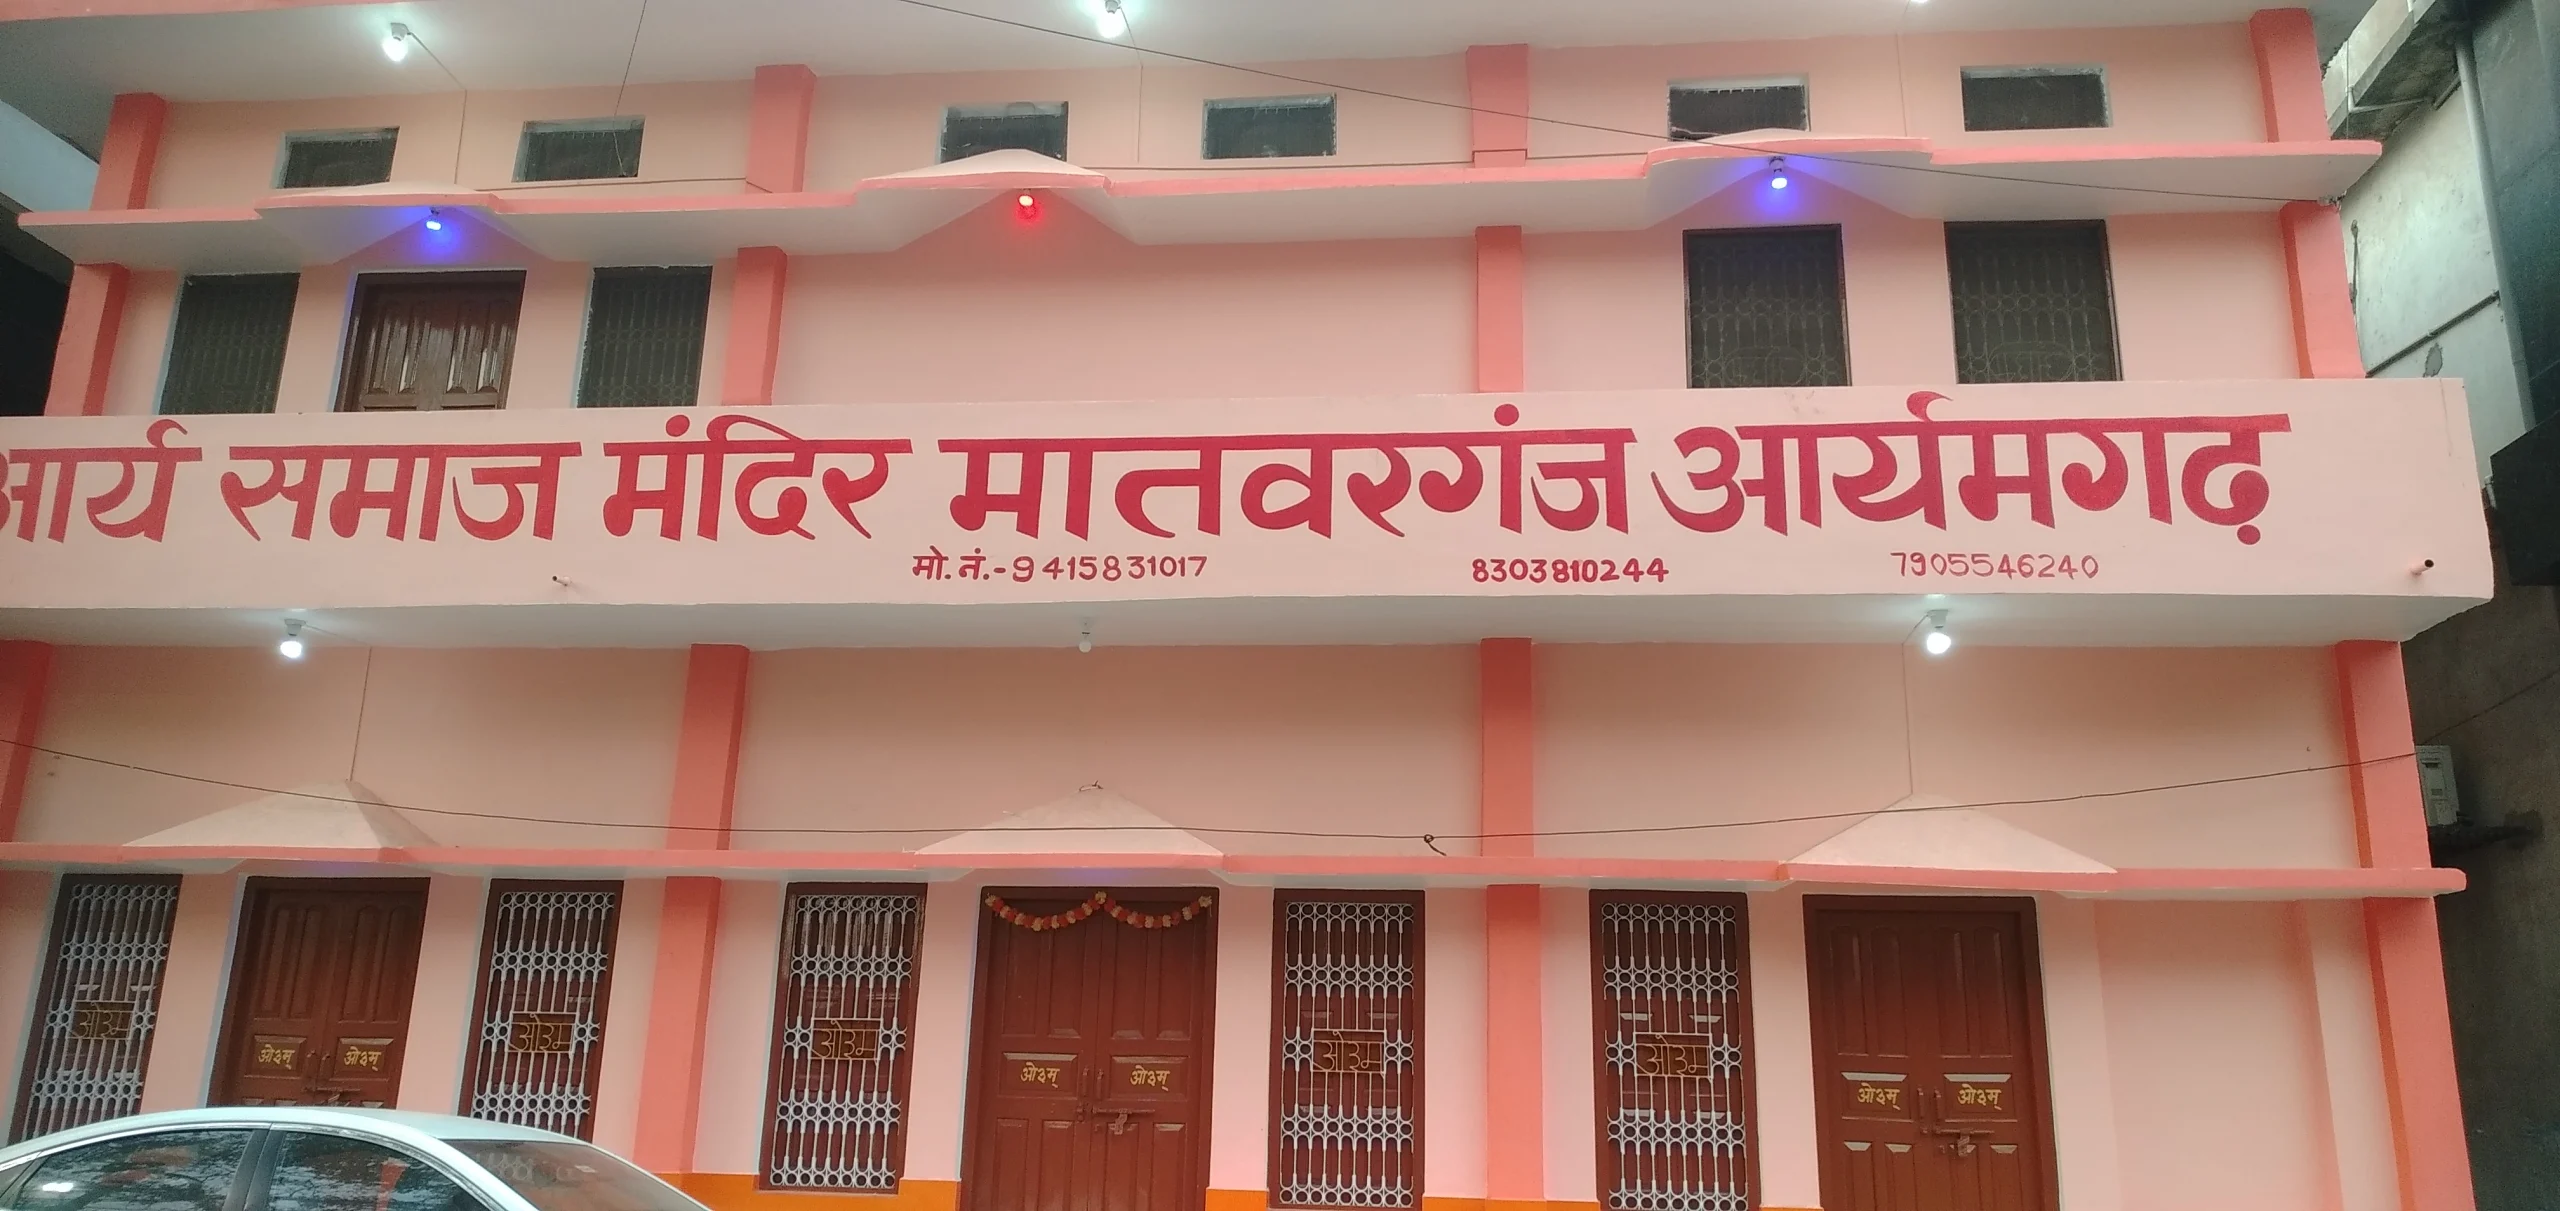 आर्य समाज मंदिर मातवरगंज आर्यमगढ़
मो. नं.-9415831017 8303810244 7905546240
ओ३म् ओ३म् ओ३म् ओ३म् ओ३म् ओ३म् ओ३म् ओ३म् ओ३म् ओ३म् ओ३म्